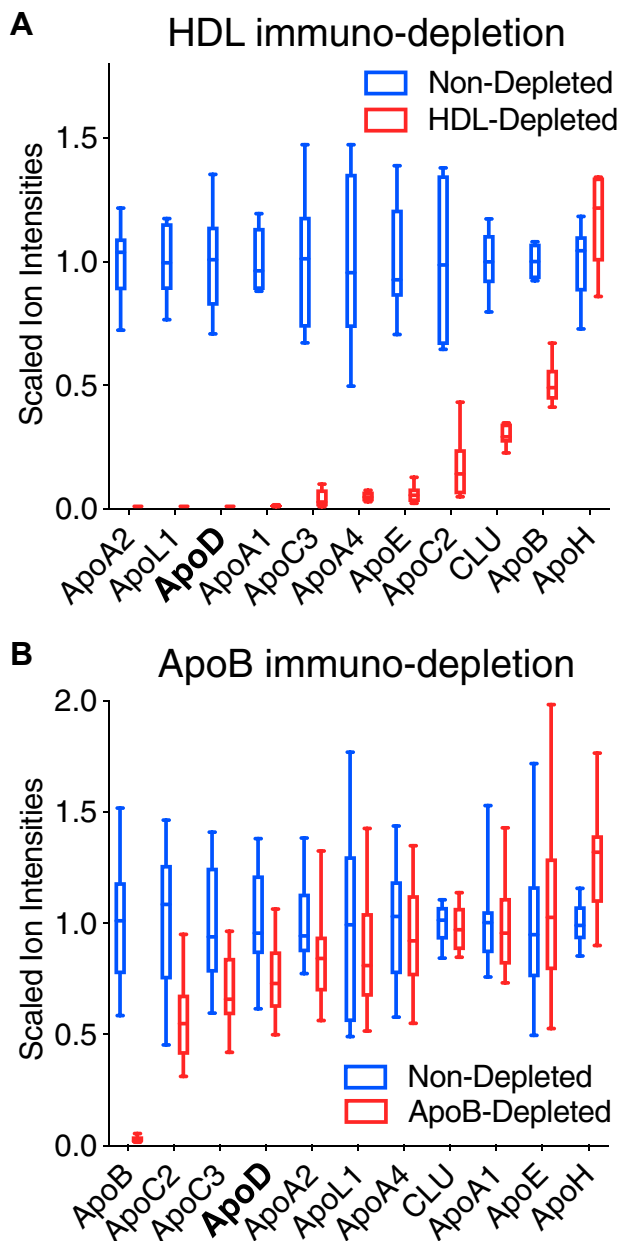 A
HDL immuno-depletion
Non-Depleted
HDL-Depleted
Scaled Ion Intensities
1.5
1.0
0.5
0.0
ApoA2
ApoL1
ApoD
ApoA1
ApoC3
ApoA4
ApoE
ApoC2
CLU
ApoB
ApoH
B
ApoB immuno-depletion
Scaled Ion Intensities
2.0
1.5
1.0
0.5
0.0
Non-Depleted
ApoB-Depleted
ApoB
ApoC2
ApoC3
ApoD
ApoA2
ApoL1
ApoA4
CLU
ApoA1
ApoE
ApoH